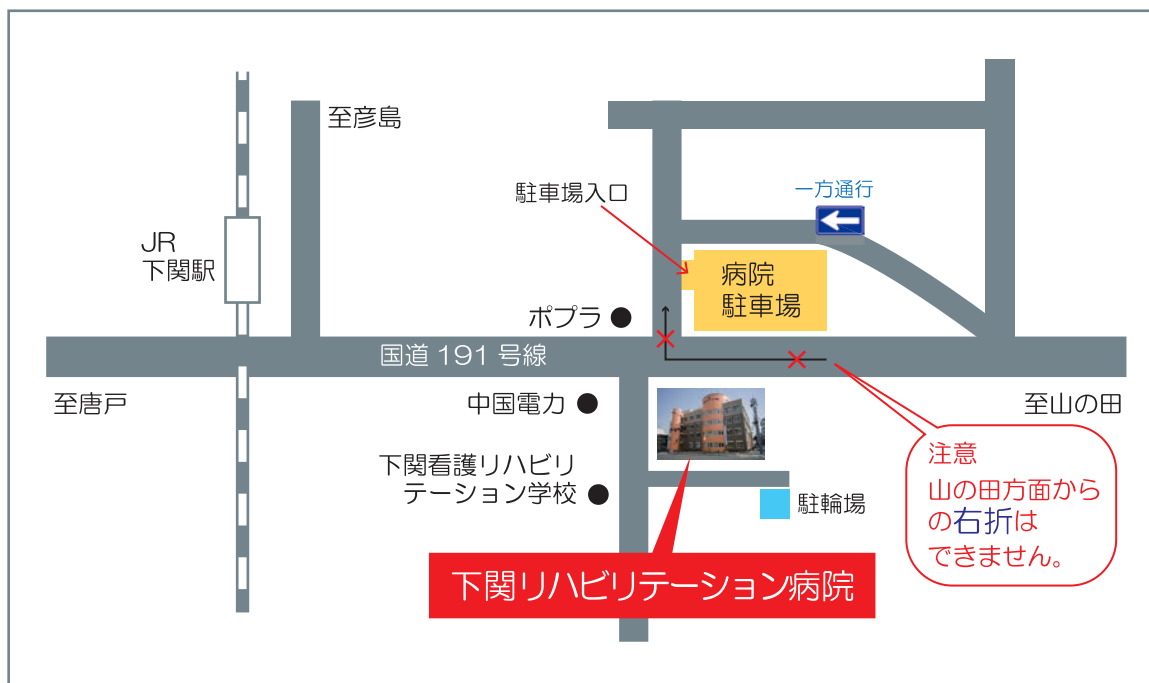 至彦島
駐車場入口
一方通行
JR
下関駅
病院
駐車場
ポプラ
国道 191 号線
至唐戸
中国電力
至山の田
下関看護リハビリ
テーション学校
駐輪場
注意
山の田方面から
の右折は
できません。
下関リハビリテーション病院